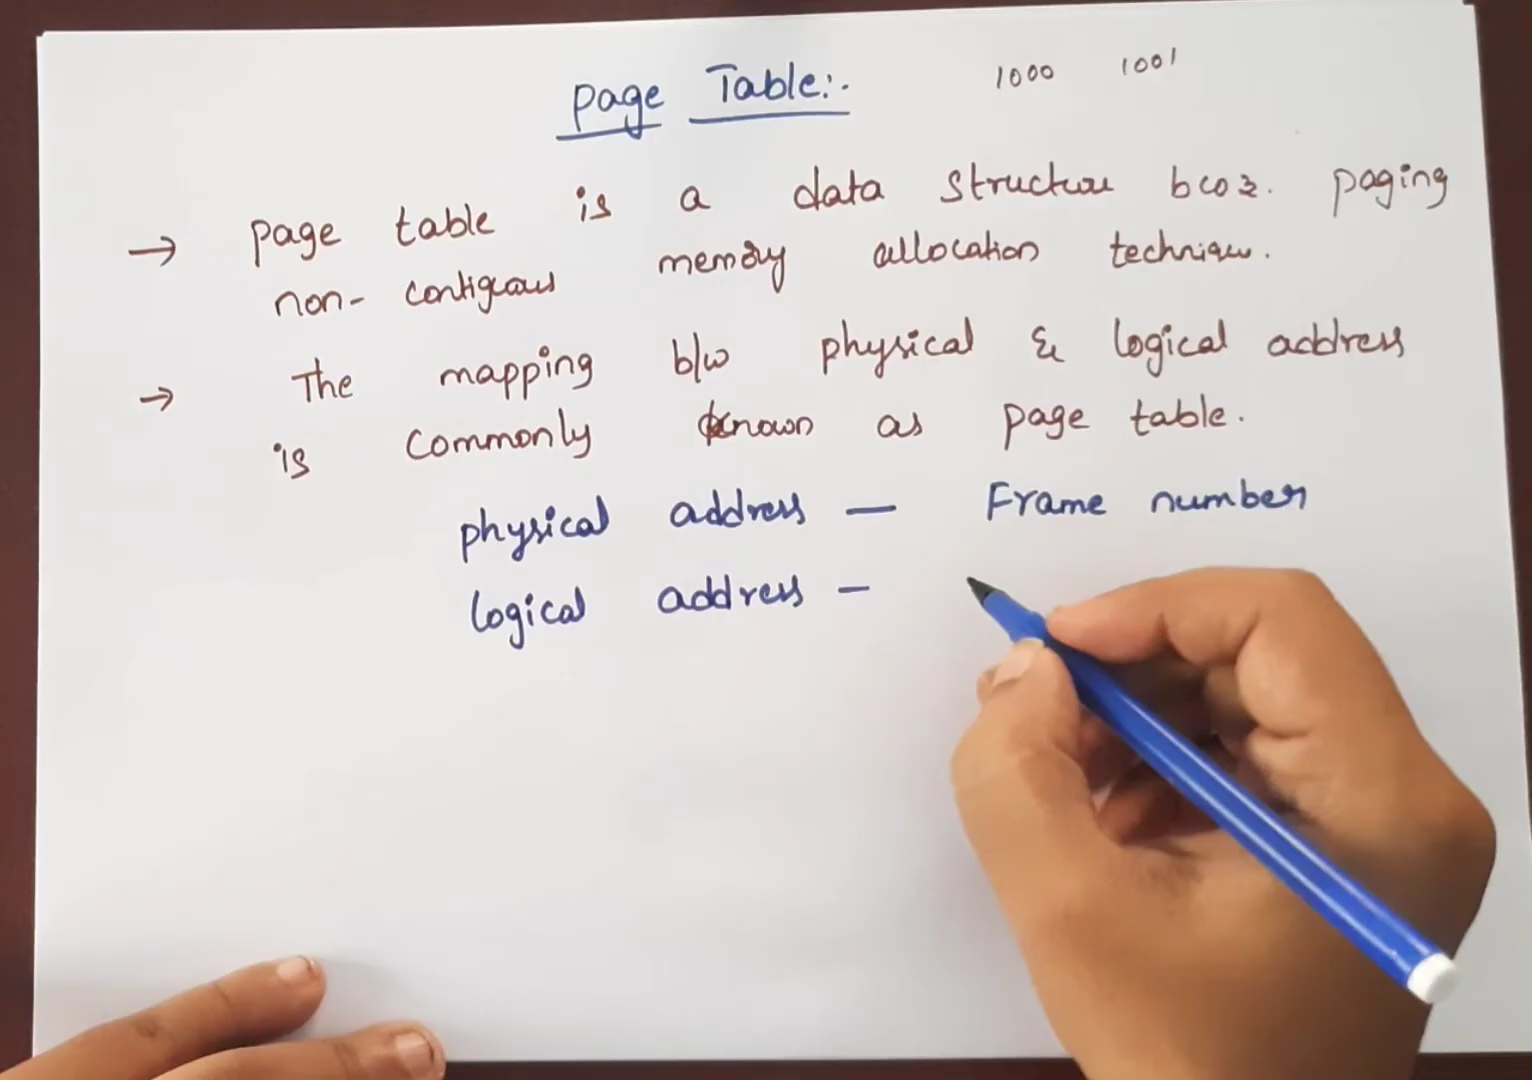 Page Table:-
1000 1001
→ page table is a data structure bcoz. paging
non-contigous memory allocation technique.
→ The mapping b/w physical & logical address
is commonly known as page table.
physical address — Frame number
logical address —